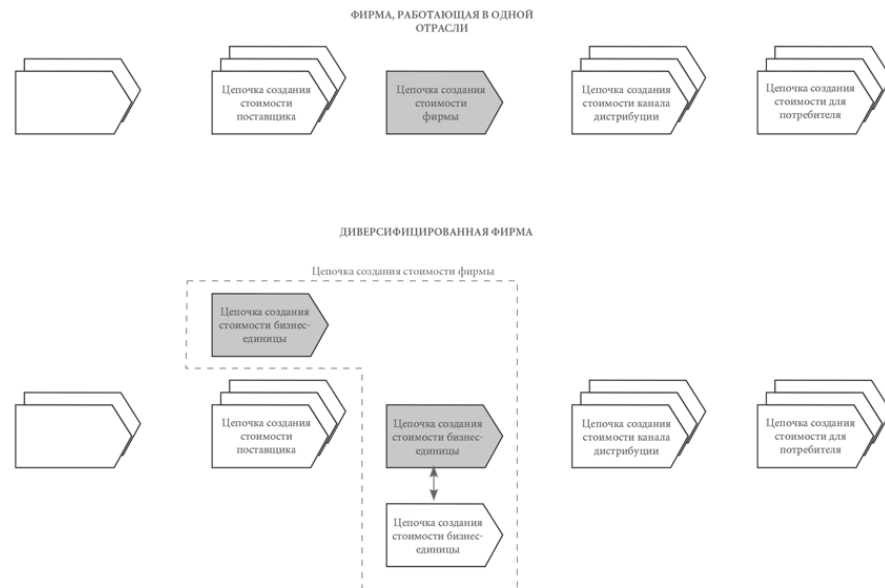 ФИРМА, РАБОТАЮЩАЯ В ОДНОЙ
ОТРАСЛИ
Цепочка создания
стоимости
поставщика
Цепочка создания
стоимости
фирмы
Цепочка создания
стоимости канала
дистрибуции
Цепочка создания
стоимости для
потребителя
ДИВЕРСИФИЦИРОВАННАЯ ФИРМА
Цепочка создания стоимости фирмы
Цепочка создания
стоимости бизнес-
единицы
Цепочка создания
стоимости
поставщика
Цепочка создания
стоимости бизнес-
единицы
Цепочка создания
стоимости канала
дистрибуции
Цепочка создания
стоимости для
потребителя
Цепочка создания
стоимости бизнес-
единицы